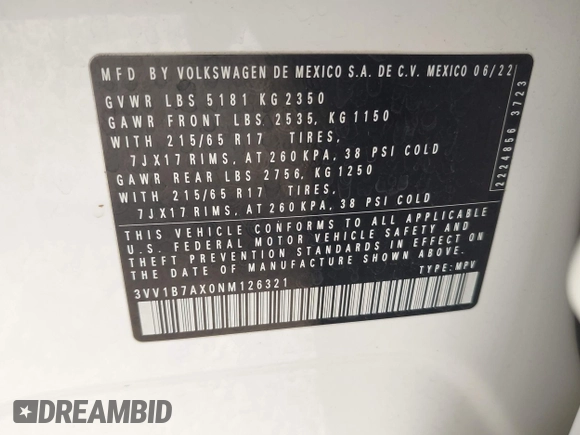 MFD BY VOLKSWAGEN DE MEXICO S.A. DE C.V. MEXICO 06/22
GVWR LBS 5181 KG 2350
GAWR FRONT LBS 2535, KG 1150
WITH 215/65 R17 TIRES,
7JX17 RIMS, AT 260 KPA, 38 PSI COLD
GAWR REAR LBS 2756, KG 1250
WITH 215/65 R17 TIRES,
7JX17 RIMS, AT 260 KPA, 38 PSI COLD
THIS VEHICLE CONFORMS TO ALL APPLICABLE
U.S. FEDERAL MOTOR VEHICLE SAFETY AND
THEFT PREVENTION STANDARDS IN EFFECT ON
THE DATE OF MANUFACTURE SHOWN ABOVE.
3VV1B7AX0NM126321
TYPE: MPV
2224856 3723
DREAMBID